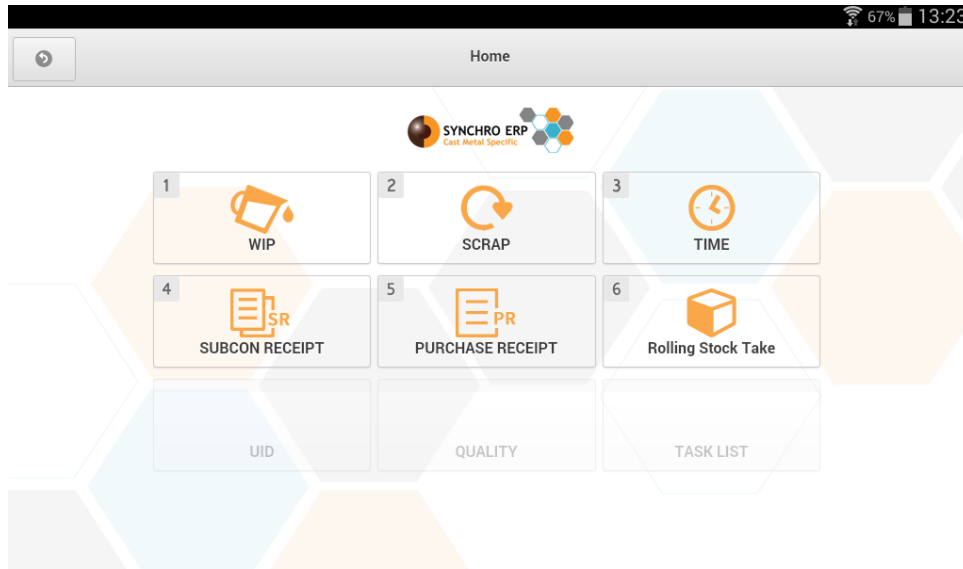 67% 13:23
Home
SYNCHRO ERP
Cast Metal Specific
1
WIP
2
SCRAP
3
TIME
4
SR
SUBCON RECEIPT
5
PR
PURCHASE RECEIPT
6
Rolling Stock Take
UID
QUALITY
TASK LIST